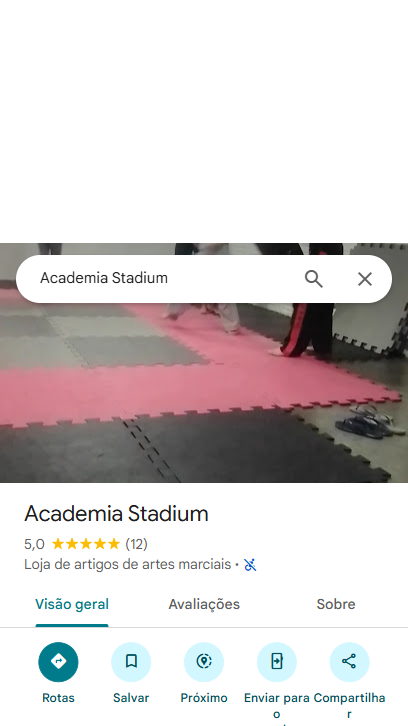 Academia Stadium
Academia Stadium
5,0 ★★★★★ (12)
Loja de artigos de artes marciais ·
Visão geral
Avaliações
Sobre
Rotas
Salvar
Próximo
Enviar para o
Compartilhar